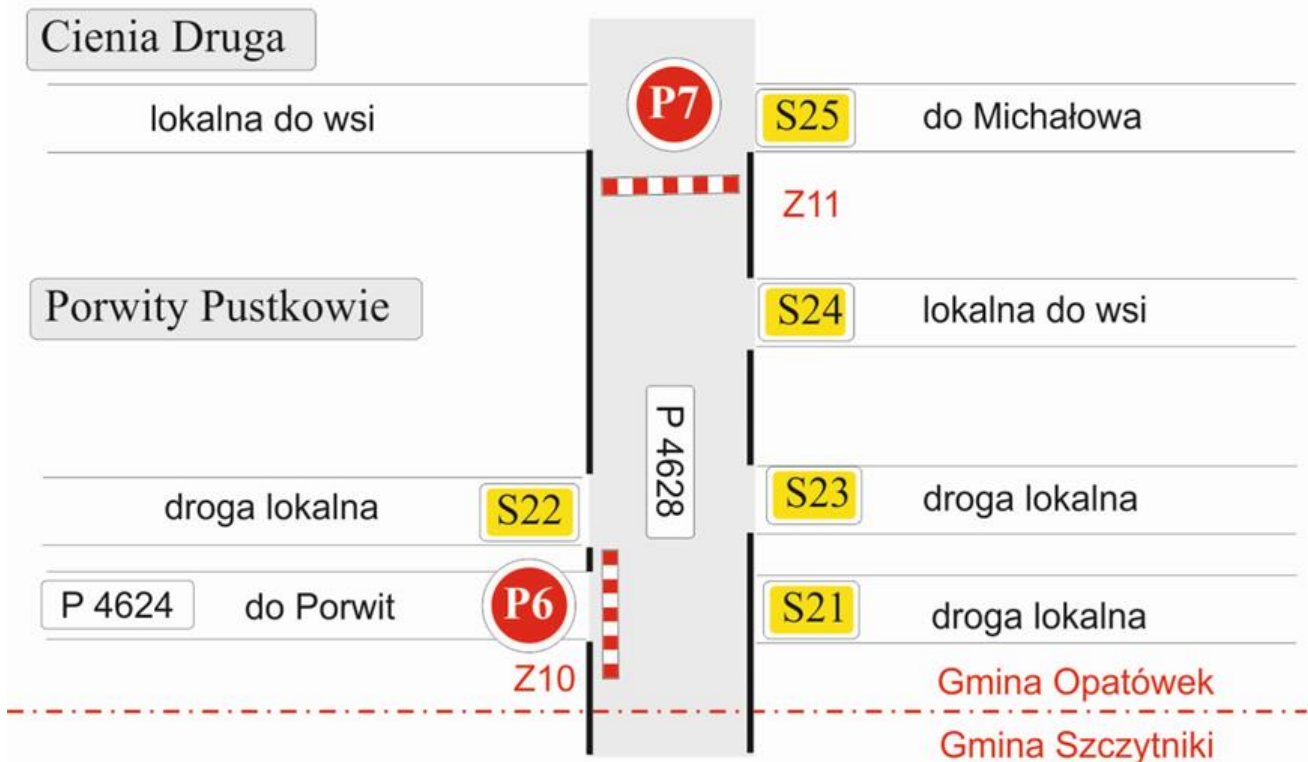 Cienia Druga
lokalna do wsi
P7
S25
do Michałowa
Z11
Porwity Pustkowie
S24
lokalna do wsi
P 4628
droga lokalna
S22
S23
droga lokalna
P 4624
do Porwit
P6
S21
droga lokalna
Z10
Gmina Opatówek
Gmina Szczytniki